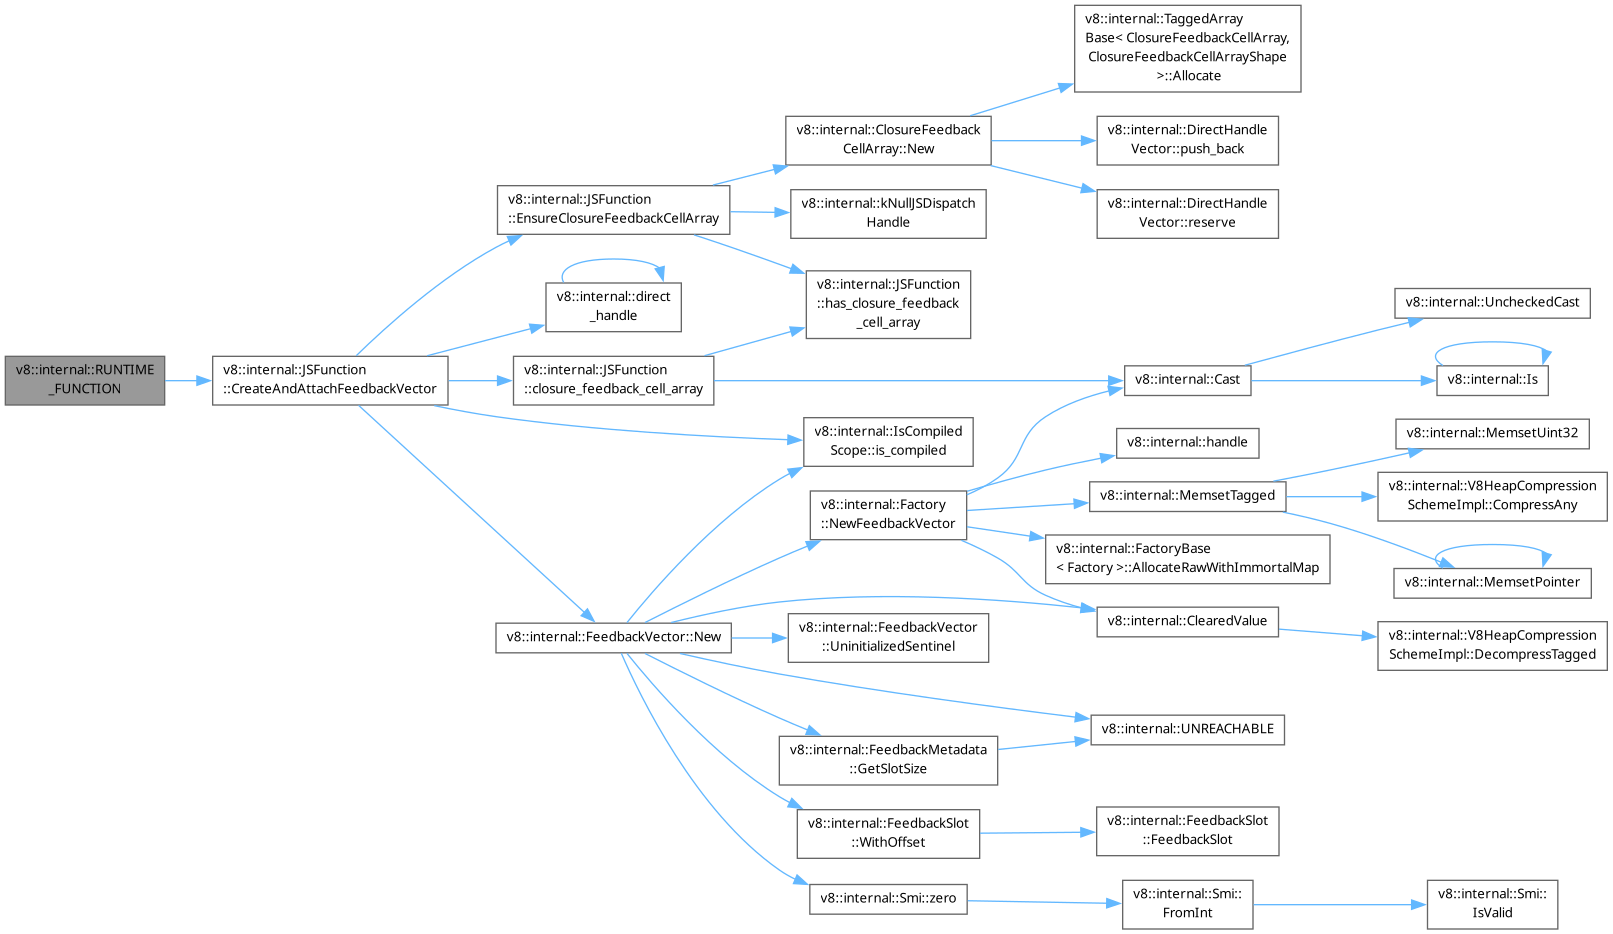 v8::internal::RUNTIME
_FUNCTION
v8::internal::JSFunction
::CreateAndAttachFeedbackVector
v8::internal::JSFunction
::EnsureClosureFeedbackCellArray
v8::internal::direct
_handle
v8::internal::JSFunction
::closure_feedback_cell_array
v8::internal::FeedbackVector::New
v8::internal::ClosureFeedback
CellArray::New
v8::internal::kNullJSDispatch
Handle
v8::internal::JSFunction
::has_closure_feedback
_cell_array
v8::internal::IsCompiled
Scope::is_compiled
v8::internal::Factory
::NewFeedbackVector
v8::internal::FeedbackVector
::UninitializedSentinel
v8::internal::FeedbackMetadata
::GetSlotSize
v8::internal::FeedbackSlot
::WithOffset
v8::internal::Smi::zero
v8::internal::TaggedArray
Base< ClosureFeedbackCellArray,
ClosureFeedbackCellArrayShape
>::Allocate
v8::internal::DirectHandle
Vector::push_back
v8::internal::DirectHandle
Vector::reserve
v8::internal::Cast
v8::internal::handle
v8::internal::MemsetTagged
v8::internal::FactoryBase
< Factory >::AllocateRawWithImmortalMap
v8::internal::ClearedValue
v8::internal::UNREACHABLE
v8::internal::FeedbackSlot
::FeedbackSlot
v8::internal::Smi::
FromInt
v8::internal::UncheckedCast
v8::internal::Is
v8::internal::MemsetUint32
v8::internal::V8HeapCompression
SchemeImpl::CompressAny
v8::internal::MemsetPointer
v8::internal::V8HeapCompression
SchemeImpl::DecompressTagged
v8::internal::Smi::
IsValid